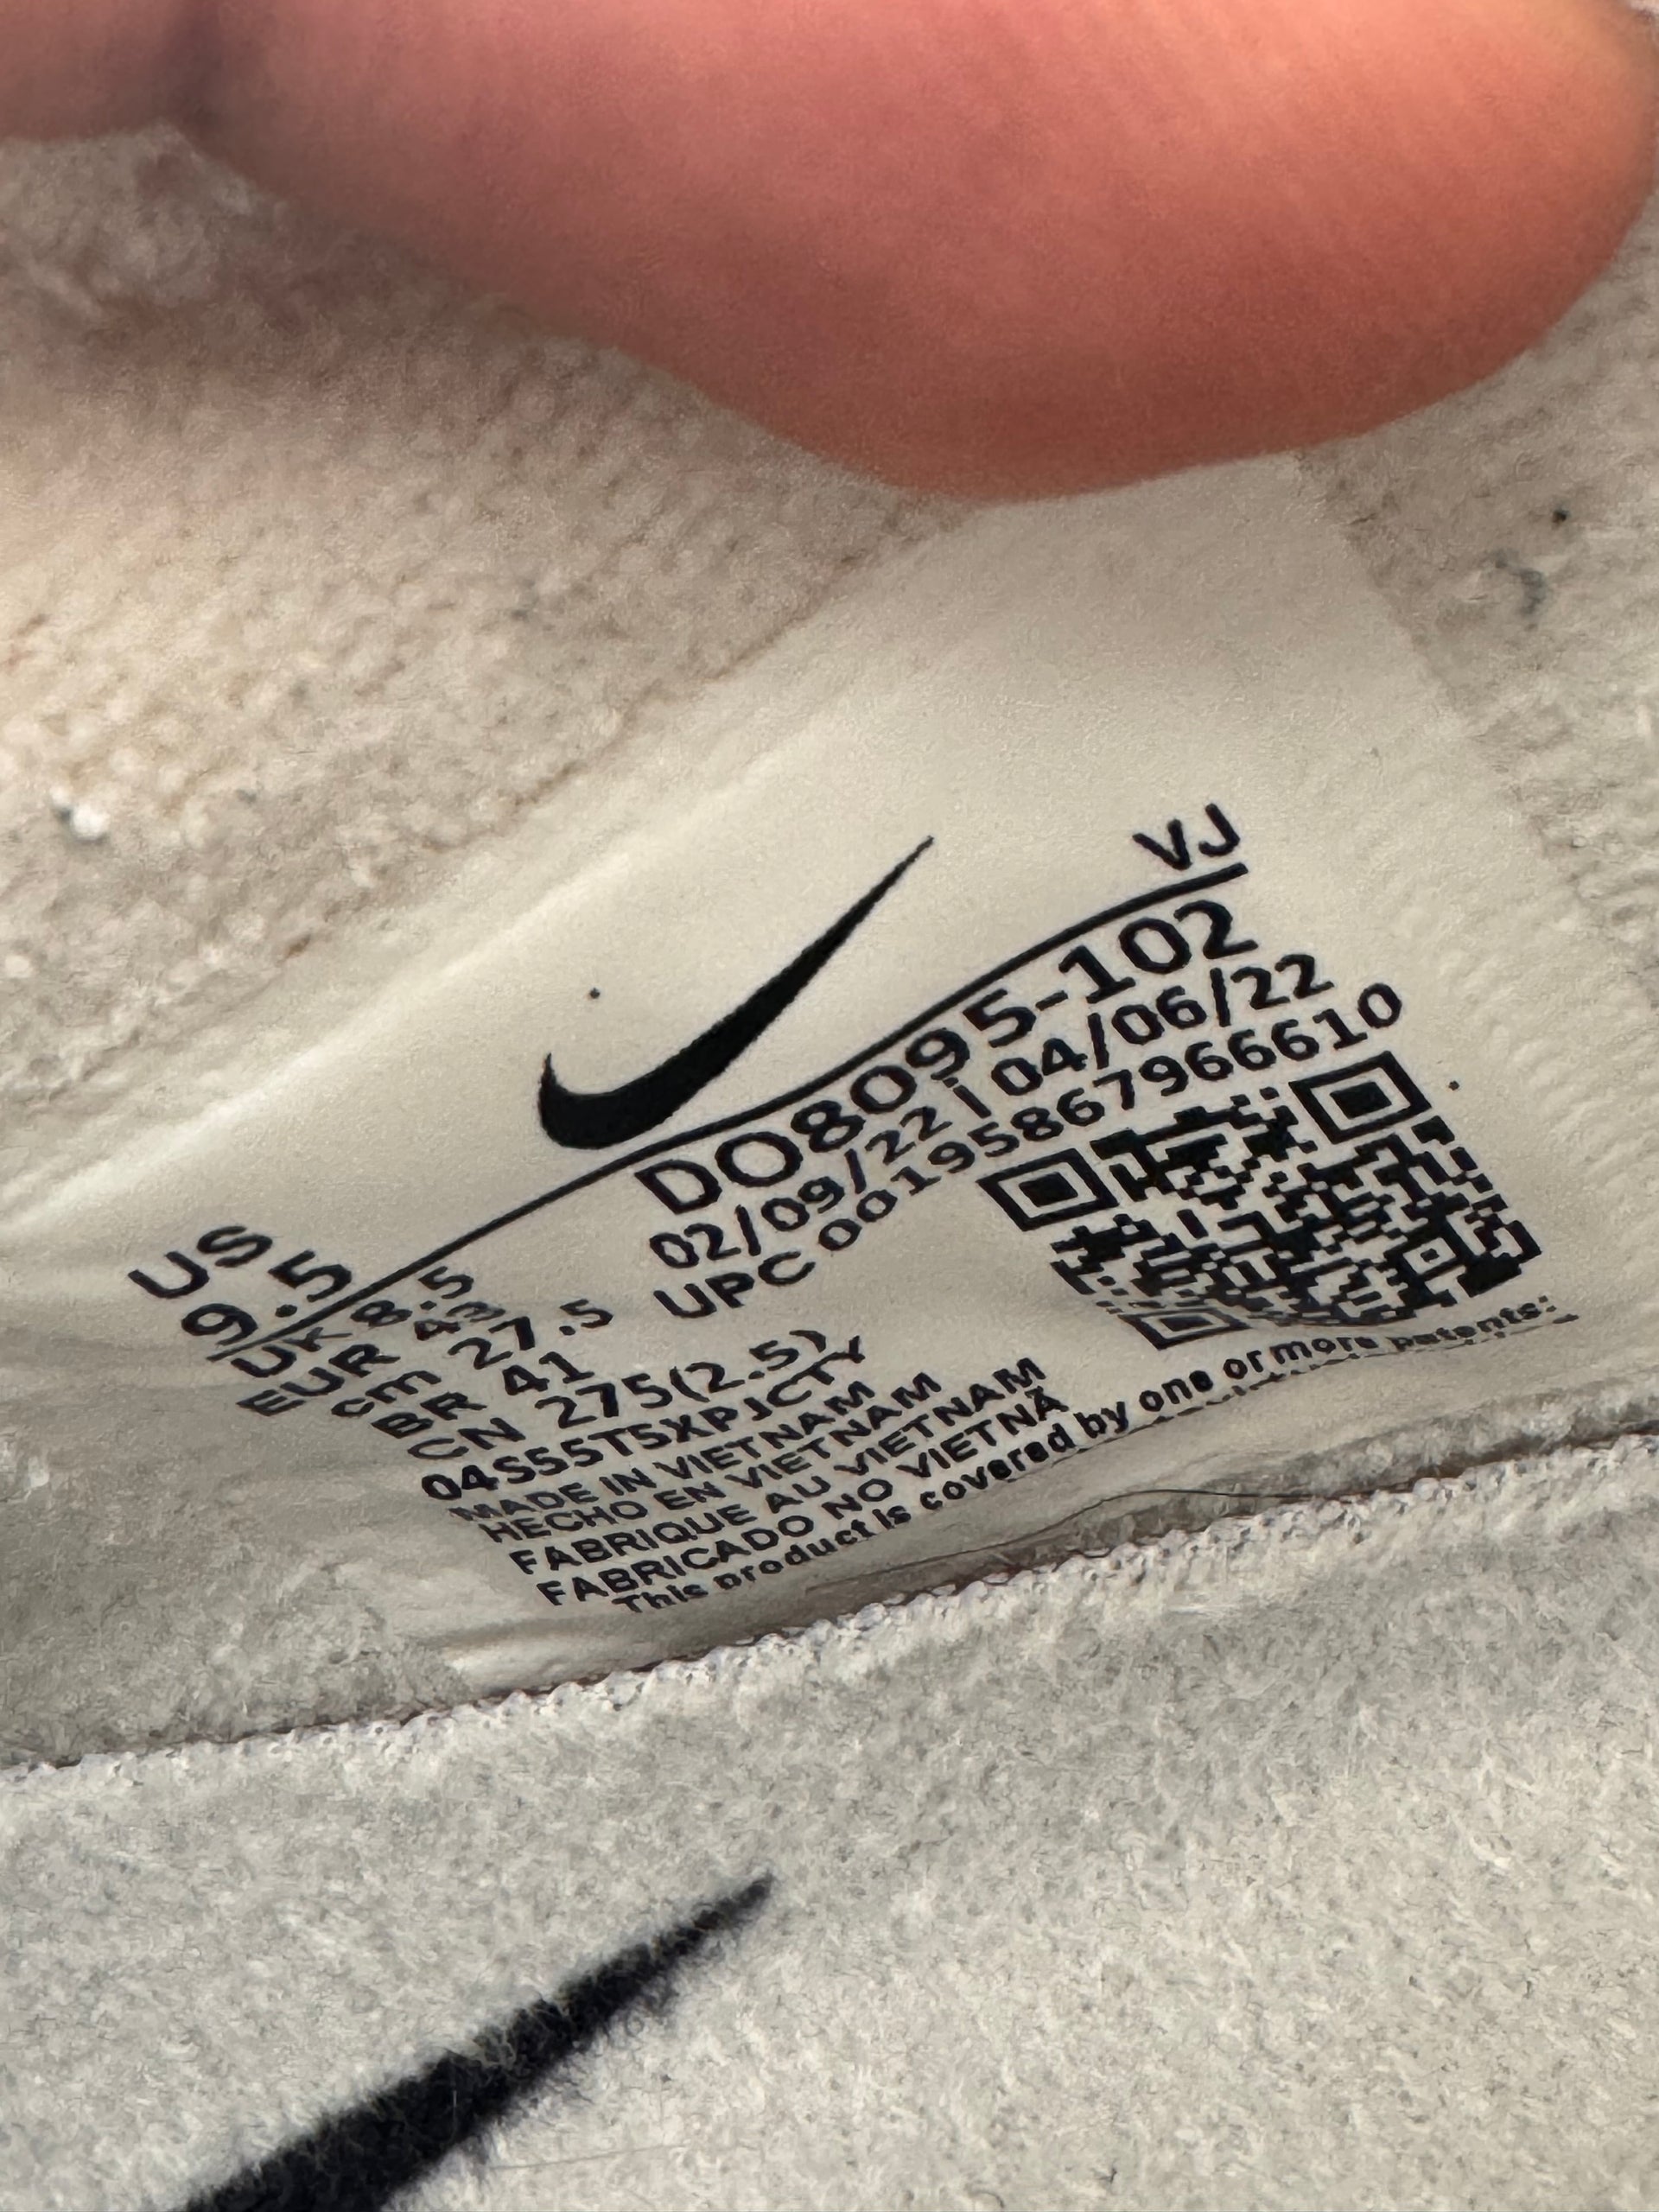 VJ
US 9.5
DO8095-102
UK 8.5
02/09/22 | 04/06/22
EUR 43
UPC 00195867966610
cm 27.5
BR 41
CN 275(2.5)
04S55T5XPJCTY
MADE IN VIETNAM
HECHO EN VIETNAM
FABRIQUE AU VIETNAM
FABRICADO NO VIETNÃ
This product is covered by one or more patents: